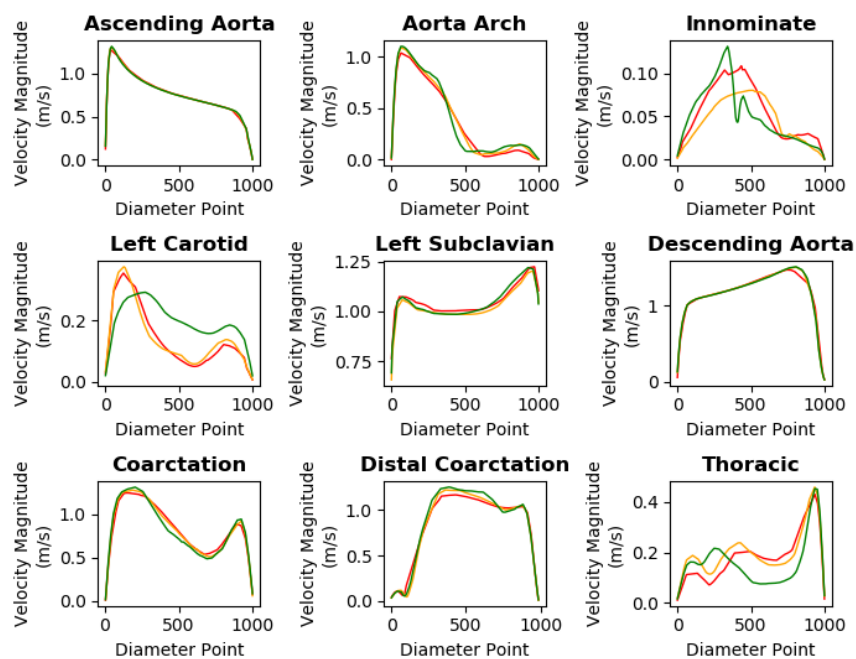 Ascending Aorta
Velocity Magnitude
(m/s)
1.0
0.5
0.0
0 500 1000
Diameter Point
Aorta Arch
Velocity Magnitude
(m/s)
1.0
0.5
0.0
0 500 1000
Diameter Point
Innominate
Velocity Magnitude
(m/s)
0.10
0.05
0.00
0 500 1000
Diameter Point
Left Carotid
Velocity Magnitude
(m/s)
0.2
0.0
0 500 1000
Diameter Point
Left Subclavian
Velocity Magnitude
(m/s)
1.25
1.00
0.75
0 500 1000
Diameter Point
Descending Aorta
Velocity Magnitude
(m/s)
1
0
0 500 1000
Diameter Point
Coarctation
Velocity Magnitude
(m/s)
1.0
0.5
0.0
0 500 1000
Diameter Point
Distal Coarctation
Velocity Magnitude
(m/s)
1.0
0.5
0.0
0 500 1000
Diameter Point
Thoracic
Velocity Magnitude
(m/s)
0.4
0.2
0.0
0 500 1000
Diameter Point